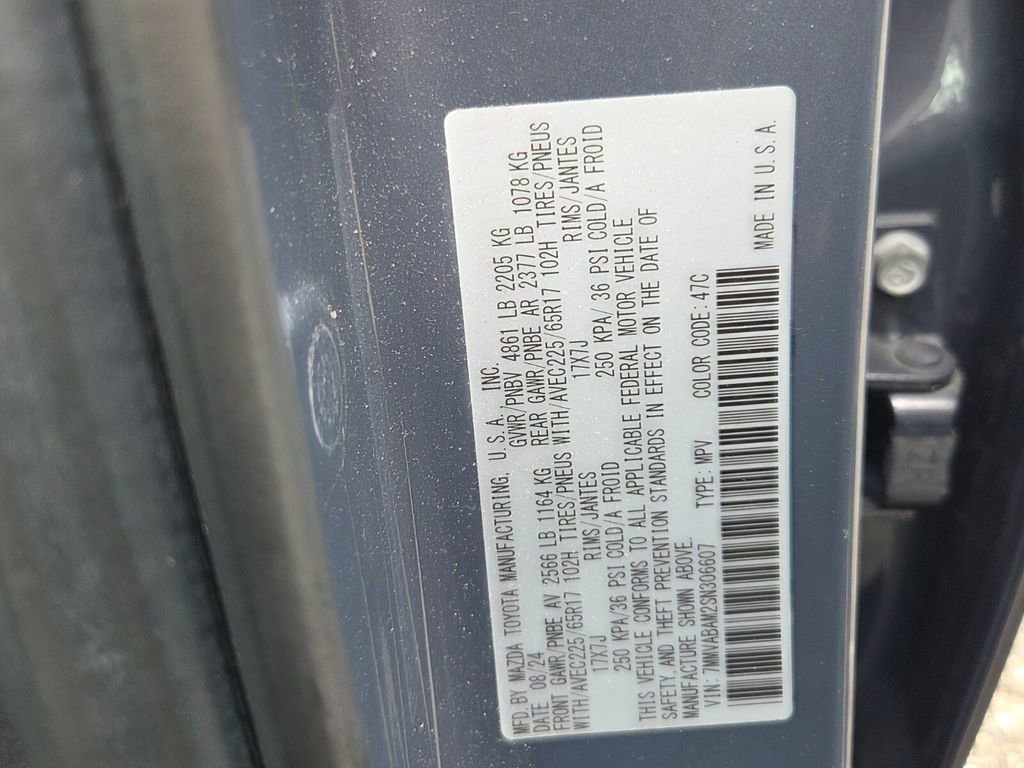 MFD.BY MAZDA TOYOTA MANUFACTURING, U.S.A. INC.
DATE 08/24 GVWR/PNBV 4861 LB 2205 KG
FRONT GAWR/PNBE AV 2566 LB 1164 KG REAR GAWR/PNBE AR 2377 LB 1078 KG
WITH/AVEC225/65R17 102H TIRES/PNEUS WITH/AVEC225/65R17 102H TIRES/PNEUS
17X7J RIMS/JANTES 17X7J RIMS/JANTES
250 KPA/36 PSI COLD/A FROID 250 KPA/36 PSI COLD/A FROID
THIS VEHICLE CONFORMS TO ALL APPLICABLE FEDERAL MOTOR VEHICLE
SAFETY, AND THEFT PREVENTION STANDARDS IN EFFECT ON THE DATE OF
MANUFACTURE SHOWN ABOVE.
VIN: 7MMVABAM2SN306607 TYPE: MPV COLOR CODE: 47C
MADE IN U.S.A.